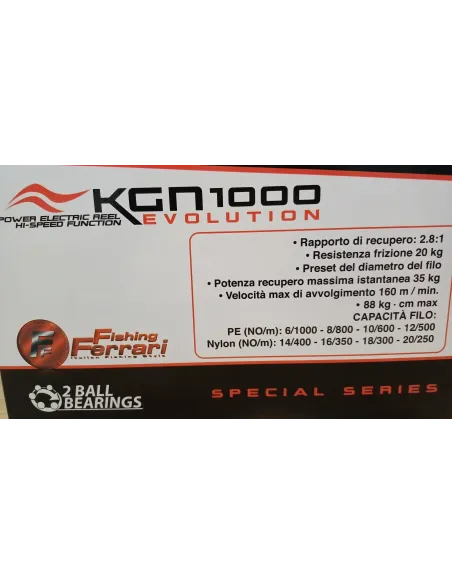 KGN1000
POWER ELECTRIC REEL
HI-SPEED FUNCTION
EVOLUTION
• Rapporto di recupero: 2.8:1
• Resistenza frizione 20 kg
• Preset del diametro del filo
• Potenza recupero massima istantanea 35 kg
• Velocità max di avvolgimento 160 m / min.
• 88 kg · cm max
CAPACITÀ FILO:
PE (NO/m): 6/1000 - 8/800 - 10/600 - 12/500
Nylon (NO/m): 14/400 - 16/350 - 18/300 - 20/250
Fishing
Ferrari
Italian Fishing Style
2 BALL
BEARINGS
SPECIAL SERIES